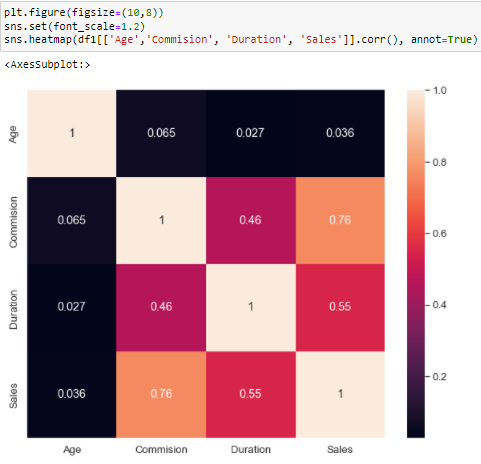 plt.figure(figsize=(10,8))
sns.set(font_scale=1.2)
sns.heatmap(df1[['Age','Commision', 'Duration', 'Sales']].corr(), annot=True)
<AxesSubplot:>
Age 1 0.065 0.027 0.036
Commision 0.065 1 0.46 0.76
Duration 0.027 0.46 1 0.55
Sales 0.036 0.76 0.55 1
Age Commision Duration Sales
1.0
0.8
0.6
0.4
0.2